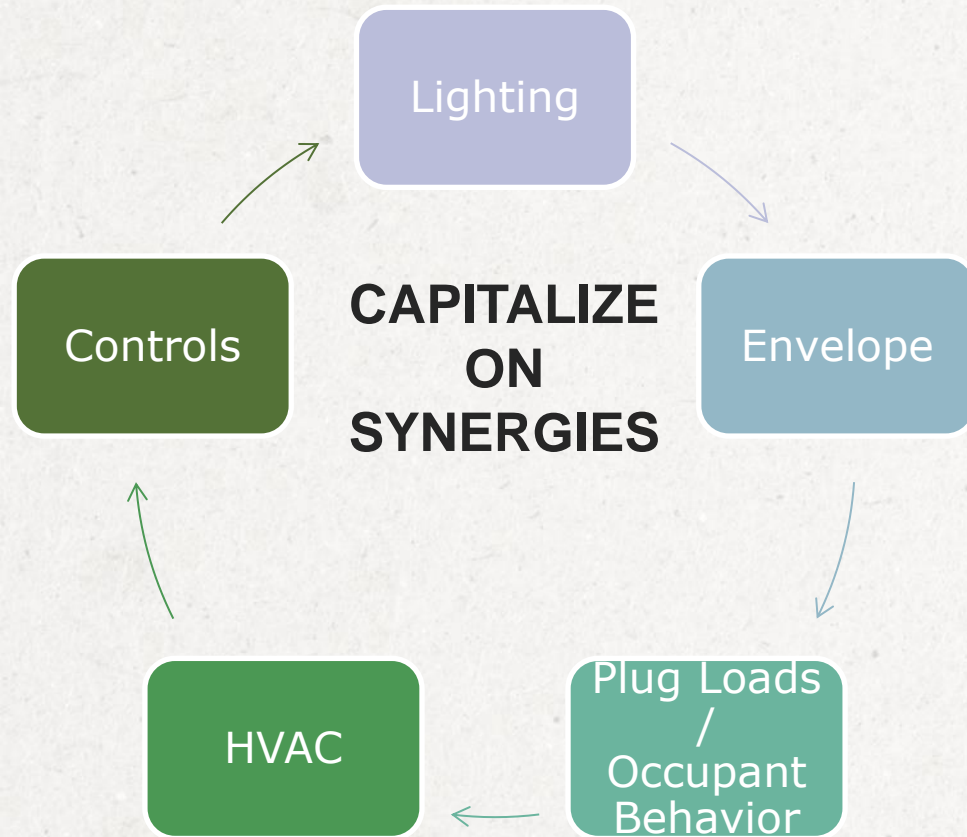 Lighting
Controls
CAPITALIZE
ON
SYNERGIES
Envelope
HVAC
Plug Loads
/
Occupant
Behavior